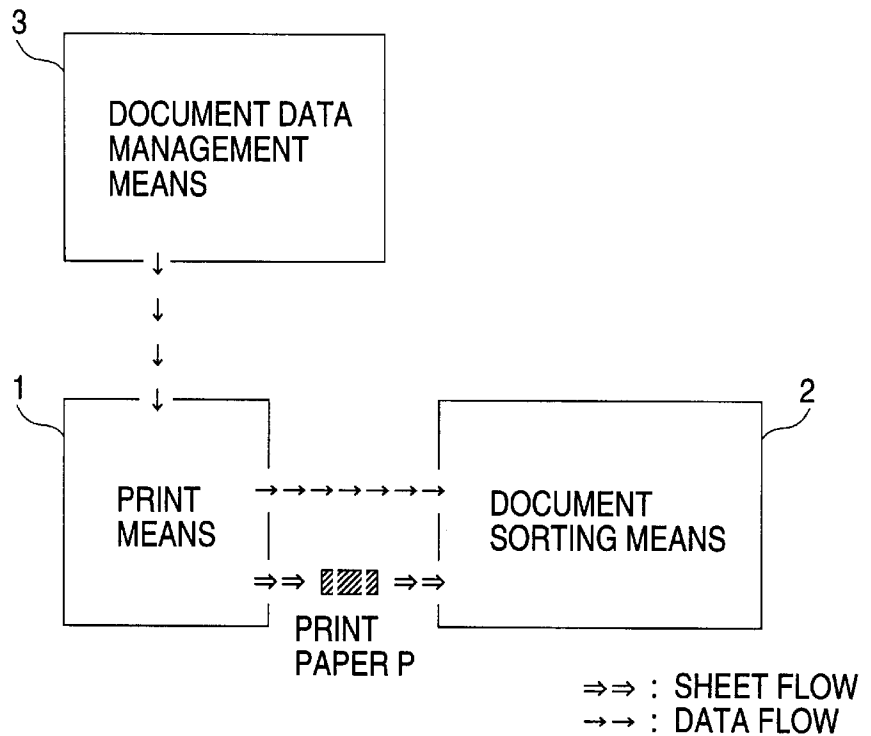 3
DOCUMENT DATA
MANAGEMENT
MEANS
1
PRINT
MEANS
2
DOCUMENT
SORTING MEANS
PRINT
PAPER P
⇒⇒ : SHEET FLOW
→→ : DATA FLOW